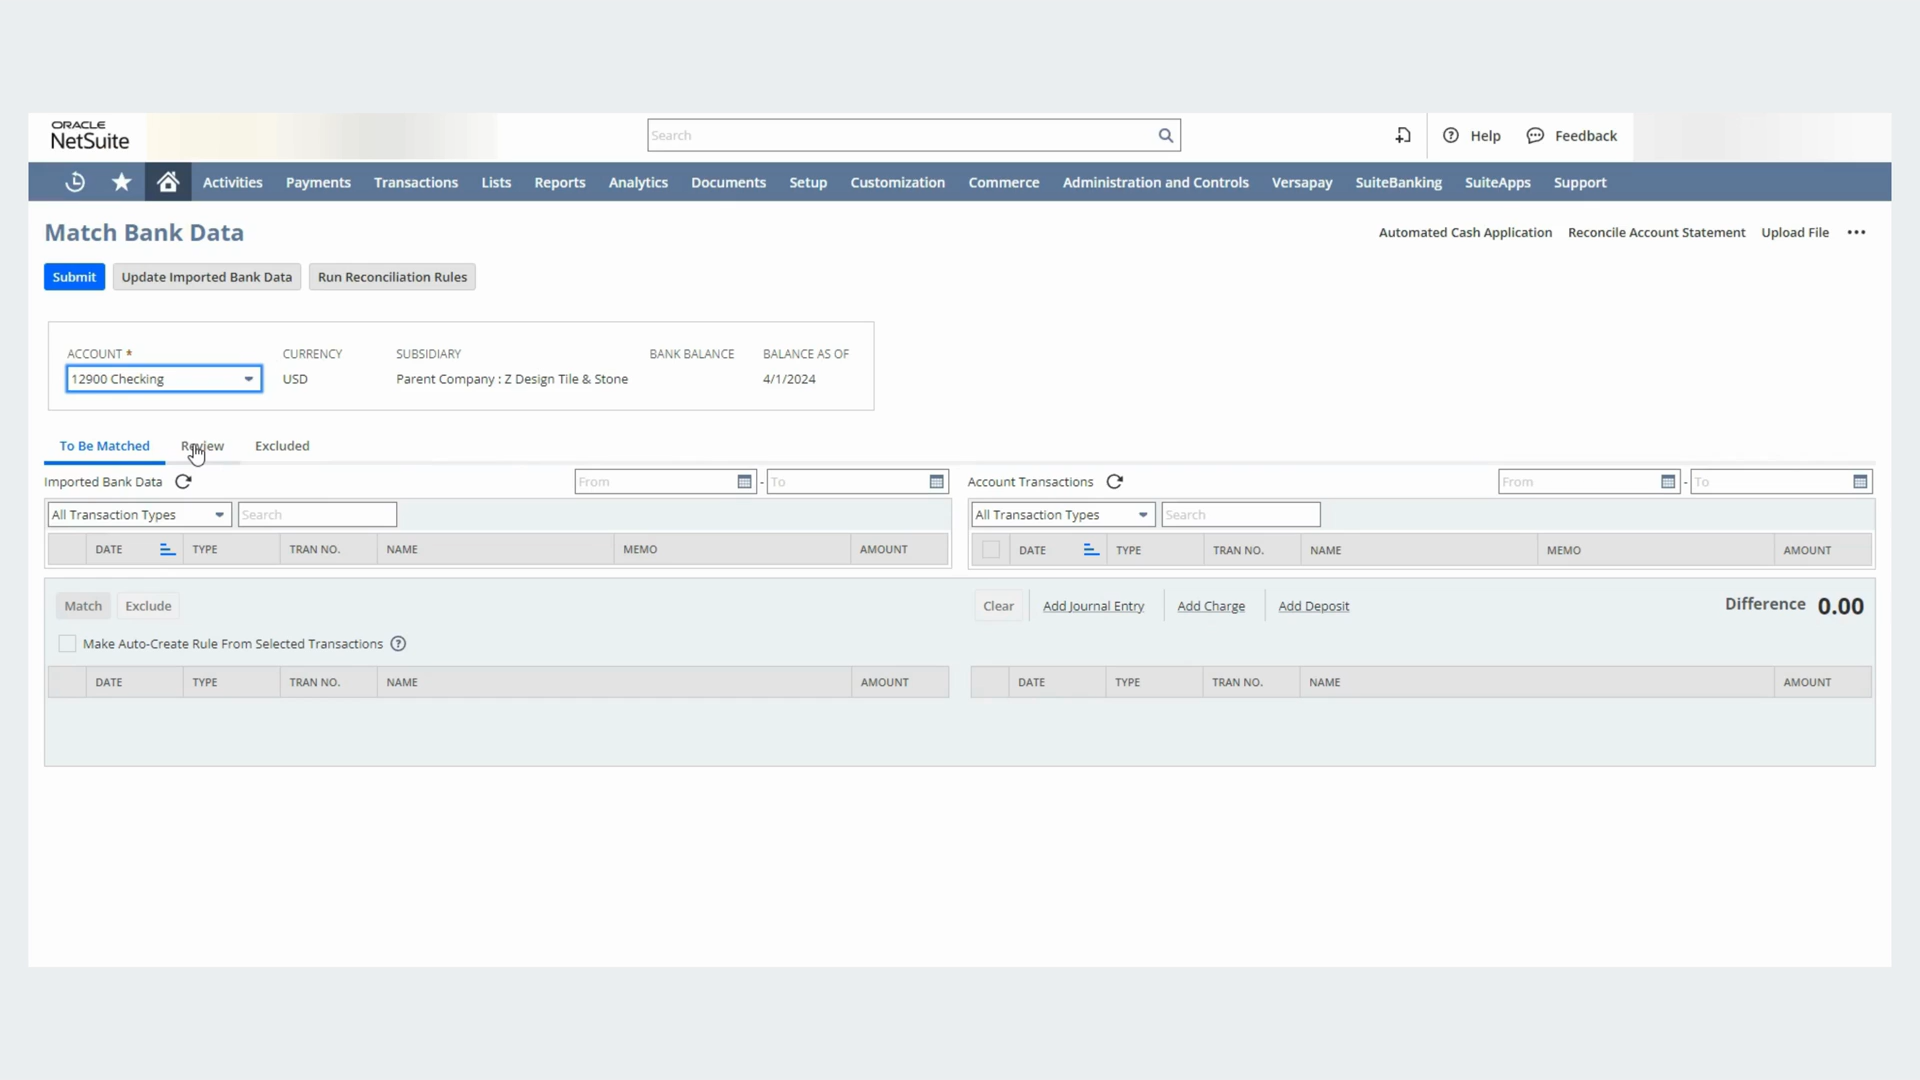 ORACLE
NetSuite
Search
Help
Feedback
Activities Payments Transactions Lists Reports Analytics Documents Setup Customization Commerce Administration and Controls Versapay SuiteBanking SuiteApps Support
Match Bank Data
Automated Cash Application Reconcile Account Statement Upload File •••
Submit Update Imported Bank Data Run Reconciliation Rules
ACCOUNT * CURRENCY SUBSIDIARY BANK BALANCE BALANCE AS OF
12900 Checking USD Parent Company : Z Design Tile & Stone 4/1/2024
To Be Matched Review Excluded
Imported Bank Data From - To Account Transactions From - To
All Transaction Types Search All Transaction Types Search
DATE TYPE TRAN NO. NAME MEMO AMOUNT DATE TYPE TRAN NO. NAME MEMO AMOUNT
Match Exclude Clear Add Journal Entry Add Charge Add Deposit Difference 0.00
Make Auto-Create Rule From Selected Transactions ?
DATE TYPE TRAN NO. NAME AMOUNT DATE TYPE TRAN NO. NAME AMOUNT